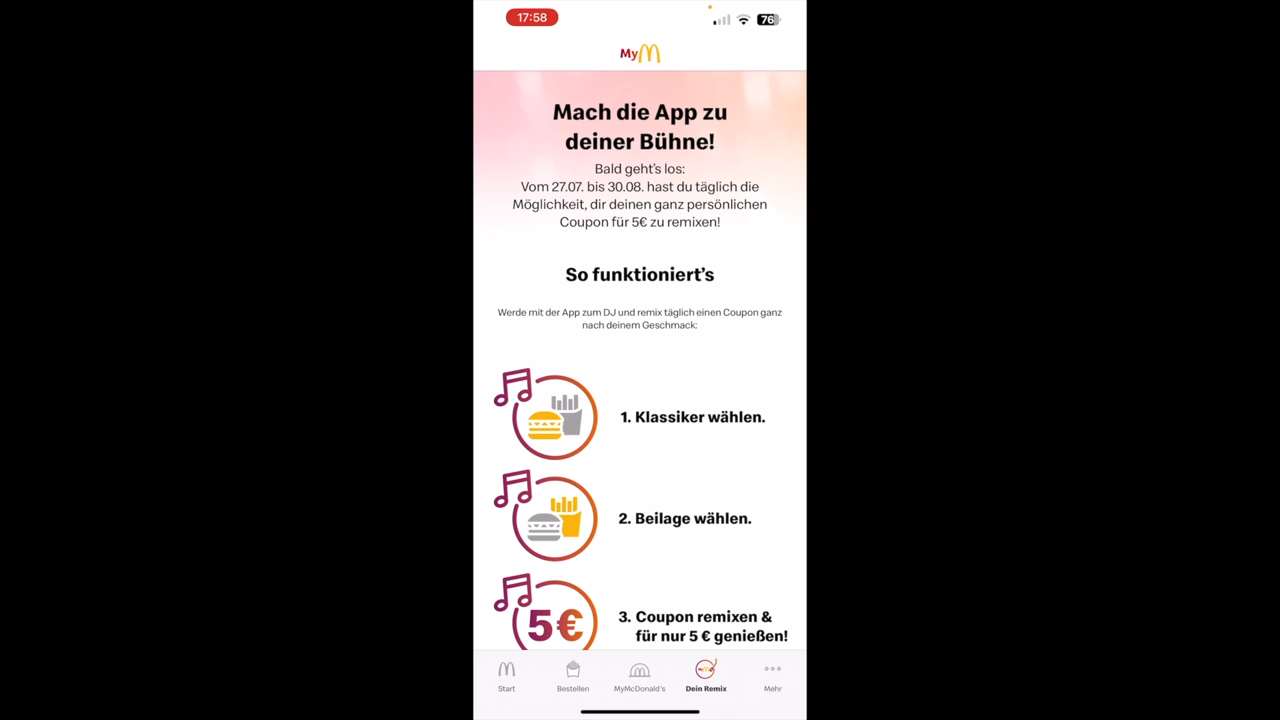 17:58
76
My
Mach die App zu
deiner Bühne!
Bald geht's los:
Vom 27.07. bis 30.08. hast du täglich die
Möglichkeit, dir deinen ganz persönlichen
Coupon für 5€ zu remixen!
So funktioniert's
Werde mit der App zum DJ und remix täglich einen Coupon ganz
nach deinem Geschmack:
1. Klassiker wählen.
2. Beilage wählen.
5€
3. Coupon remixen &
für nur 5 € genießen!
Start
Bestellen
MyMcDonald's
Dein Remix
Mehr